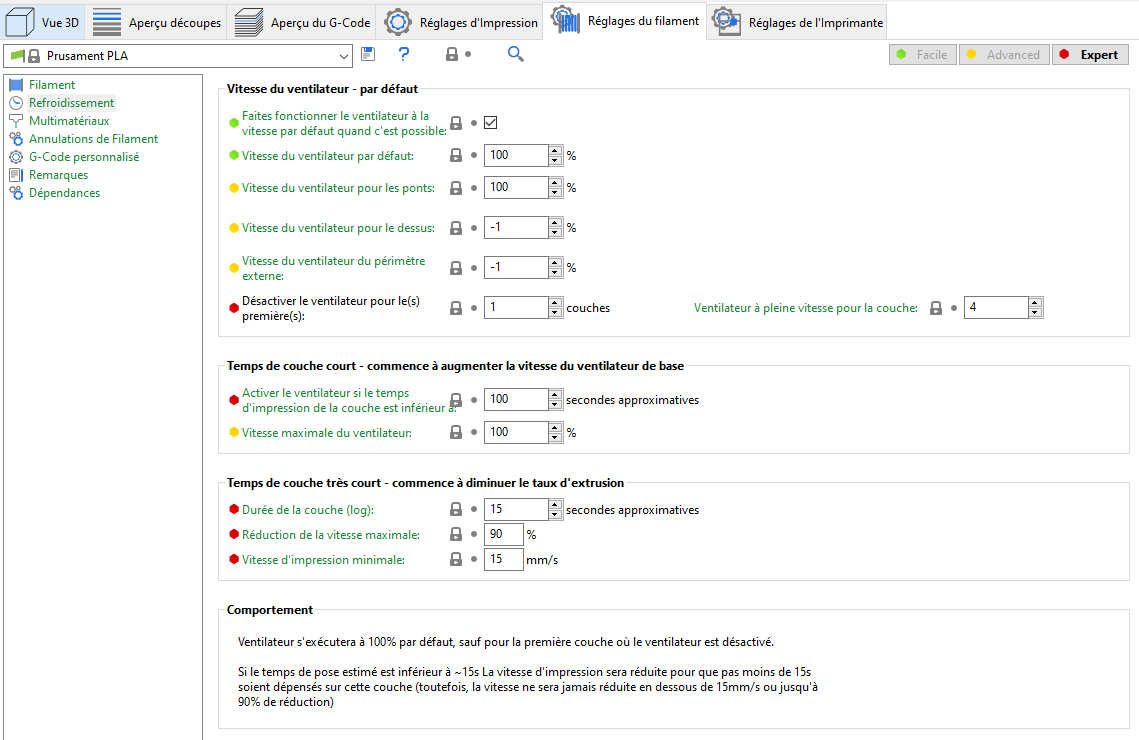 Vue 3D
Aperçu découpes
Aperçu du G-Code
Réglages d'Impression
Réglages du filament
Réglages de l'Imprimante
Prusament PLA
?
Facile
Advanced
Expert
Filament
Refroidissement
Multimatériaux
Annulations de Filament
G-Code personnalisé
Remarques
Dépendances
Vitesse du ventilateur - par défaut
Faites fonctionner le ventilateur à la
vitesse par défaut quand c'est possible:
Vitesse du ventilateur par défaut: 100 %
Vitesse du ventilateur pour les ponts: 100 %
Vitesse du ventilateur pour le dessus: -1 %
Vitesse du ventilateur du périmètre
externe: -1 %
Désactiver le ventilateur pour le(s)
première(s): 1 couches
Ventilateur à pleine vitesse pour la couche: 4
Temps de couche court - commence à augmenter la vitesse du ventilateur de base
Activer le ventilateur si le temps
d'impression de la couche est inférieur à: 100 secondes approximatives
Vitesse maximale du ventilateur: 100 %
Temps de couche très court - commence à diminuer le taux d'extrusion
Durée de la couche (log): 15 secondes approximatives
Réduction de la vitesse maximale: 90 %
Vitesse d'impression minimale: 15 mm/s
Comportement
Ventilateur s'exécutera à 100% par défaut, sauf pour la première couche où le ventilateur est désactivé.
Si le temps de pose estimé est inférieur à ~15s La vitesse d'impression sera réduite pour que pas moins de 15s
soient dépensés sur cette couche (toutefois, la vitesse ne sera jamais réduite en dessous de 15mm/s ou jusqu'à
90% de réduction)